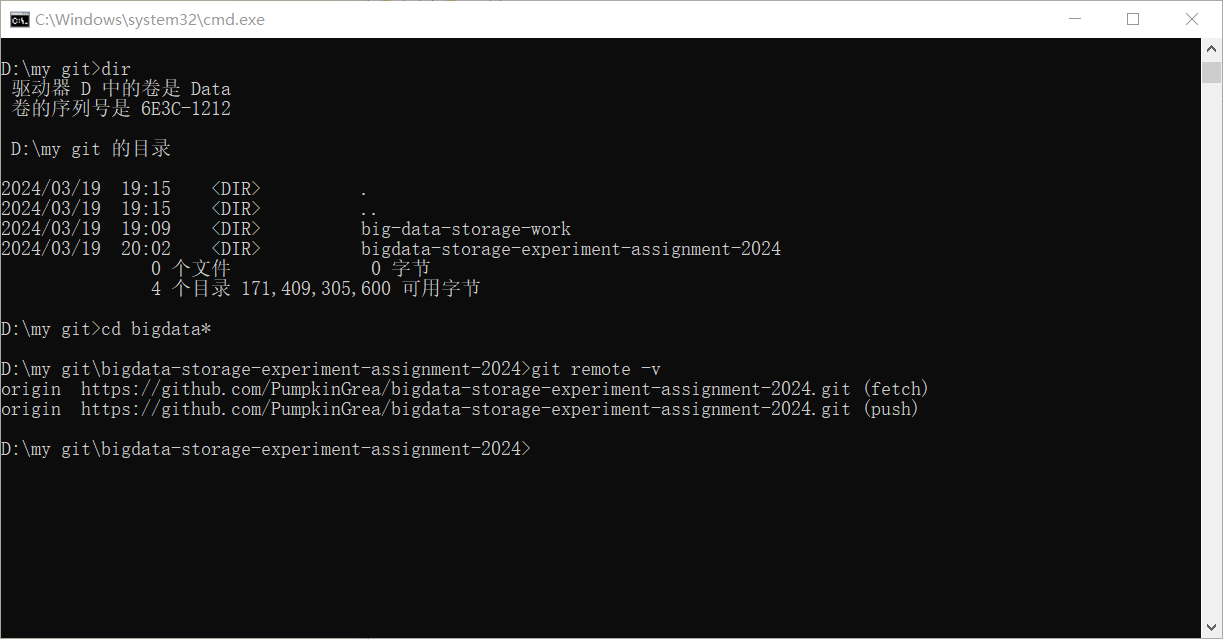 C:\Windows\system32\cmd.exe
D:\my git>dir
驱动器 D 中的卷是 Data
卷的序列号是 6E3C-1212
D:\my git 的目录
2024/03/19  19:15    <DIR>          .
2024/03/19  19:15    <DIR>          ..
2024/03/19  19:09    <DIR>          big-data-storage-work
2024/03/19  20:02    <DIR>          bigdata-storage-experiment-assignment-2024
0 个文件              0 字节
4 个目录 171,409,305,600 可用字节
D:\my git>cd bigdata*
D:\my git\bigdata-storage-experiment-assignment-2024>git remote -v
origin  https://github.com/PumpkinGrea/bigdata-storage-experiment-assignment-2024.git (fetch)
origin  https://github.com/PumpkinGrea/bigdata-storage-experiment-assignment-2024.git (push)
D:\my git\bigdata-storage-experiment-assignment-2024>